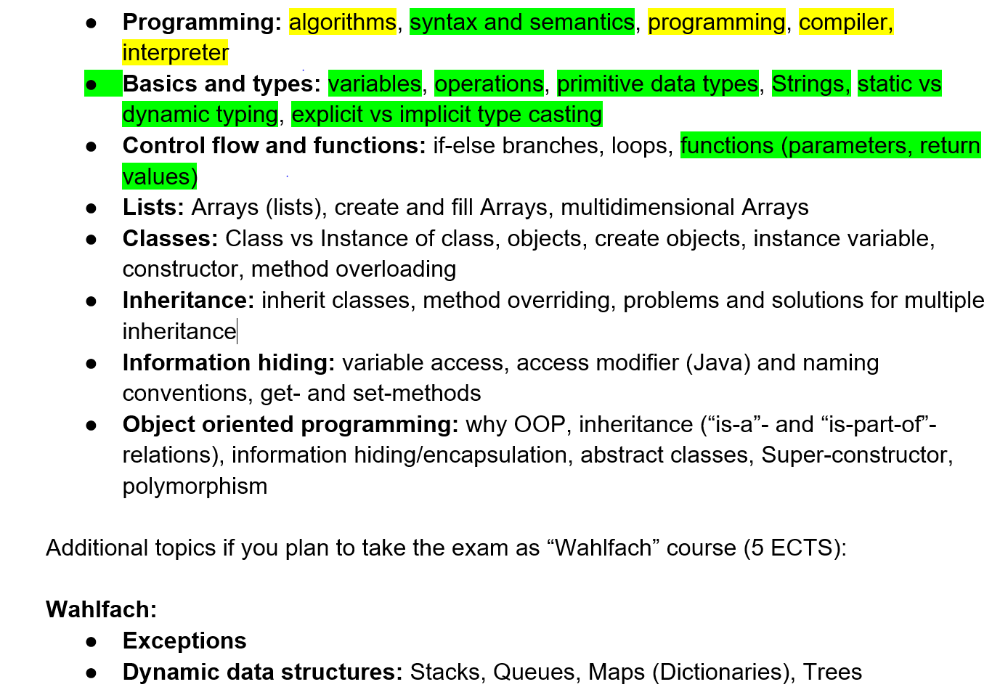 ● Programming: algorithms, syntax and semantics, programming, compiler,
interpreter
● Basics and types: variables, operations, primitive data types, Strings, static vs
dynamic typing, explicit vs implicit type casting
● Control flow and functions: if-else branches, loops, functions (parameters, return
values)
● Lists: Arrays (lists), create and fill Arrays, multidimensional Arrays
● Classes: Class vs Instance of class, objects, create objects, instance variable,
constructor, method overloading
● Inheritance: inherit classes, method overriding, problems and solutions for multiple
inheritance
● Information hiding: variable access, access modifier (Java) and naming
conventions, get- and set-methods
● Object oriented programming: why OOP, inheritance (“is-a”- and “is-part-of”-
relations), information hiding/encapsulation, abstract classes, Super-constructor,
polymorphism
Additional topics if you plan to take the exam as “Wahlfach” course (5 ECTS):
Wahlfach:
● Exceptions
● Dynamic data structures: Stacks, Queues, Maps (Dictionaries), Trees